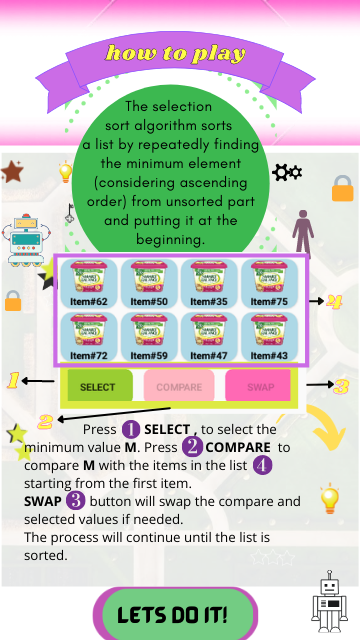 how to play
The selection
sort algorithm sorts
a list by repeatedly finding
the minimum element
(considering ascending
order) from unsorted part
and putting it at the
beginning.
Item#62 Item#50 Item#35 Item#75
4
Item#72 Item#59 Item#47 Item#43
1 SELECT COMPARE SWAP 3
2
Press 1 SELECT , to select the
minimum value M. Press 2 COMPARE to
compare M with the items in the list 4
starting from the first item.
SWAP 3 button will swap the compare and
selected values if needed.
The process will continue until the list is
sorted.
LETS DO IT!